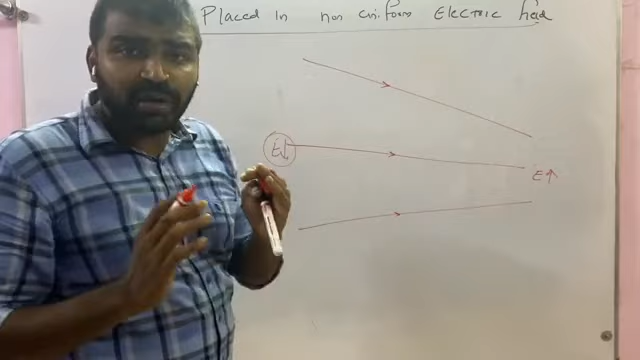 Placed in non uniform Electric field
E↓
E↑